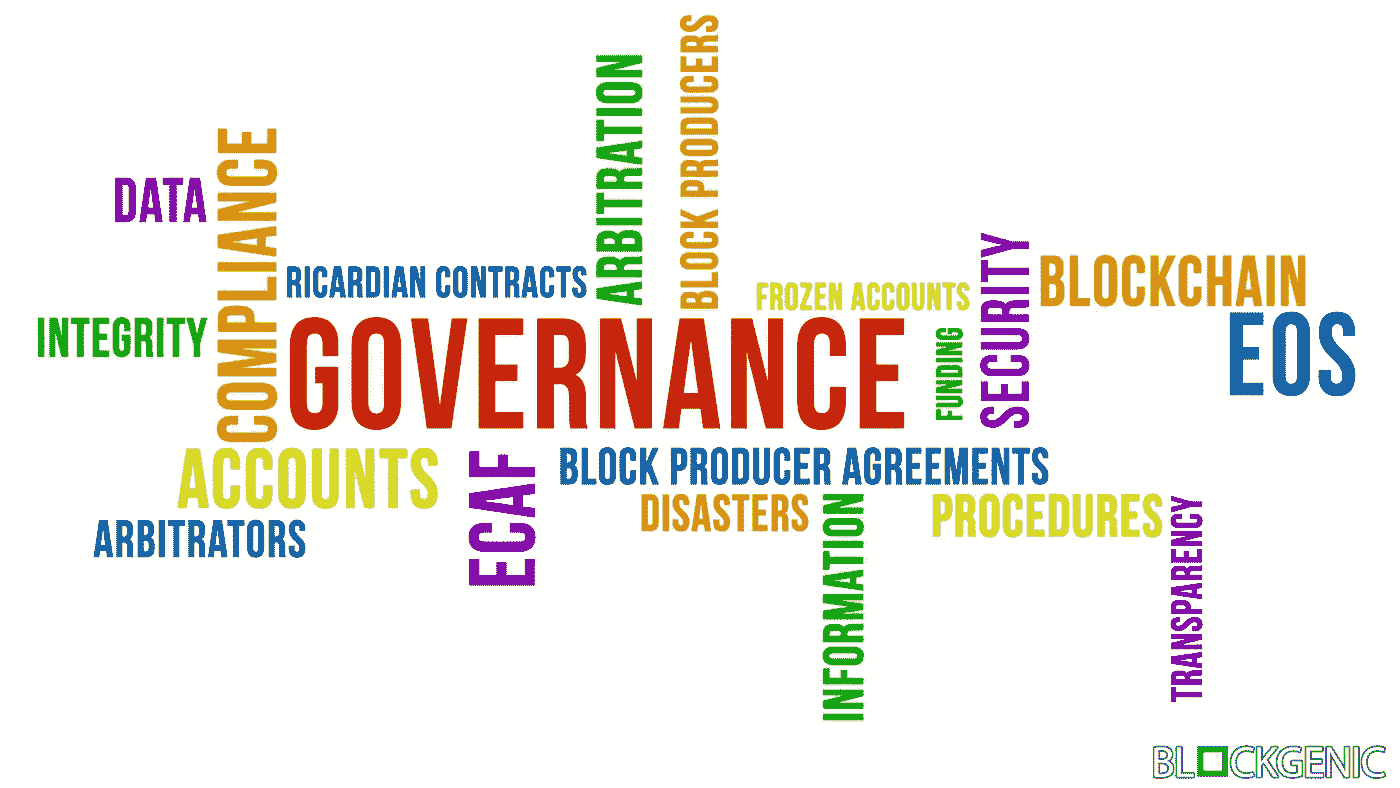 BLOCK PRODUCERS
ARBITRATION
COMPLIANCE
DATA
RICARDIAN CONTRACTS
FROZEN ACCOUNTS
SECURITY
BLOCKCHAIN
INTEGRITY
GOVERNANCE
FUNDING
EOS
ACCOUNTS
ECAF
BLOCK PRODUCER AGREEMENTS
DISASTERS
INFORMATION
PROCEDURES
TRANSPARENCY
ARBITRATORS
BLOCKGENIC